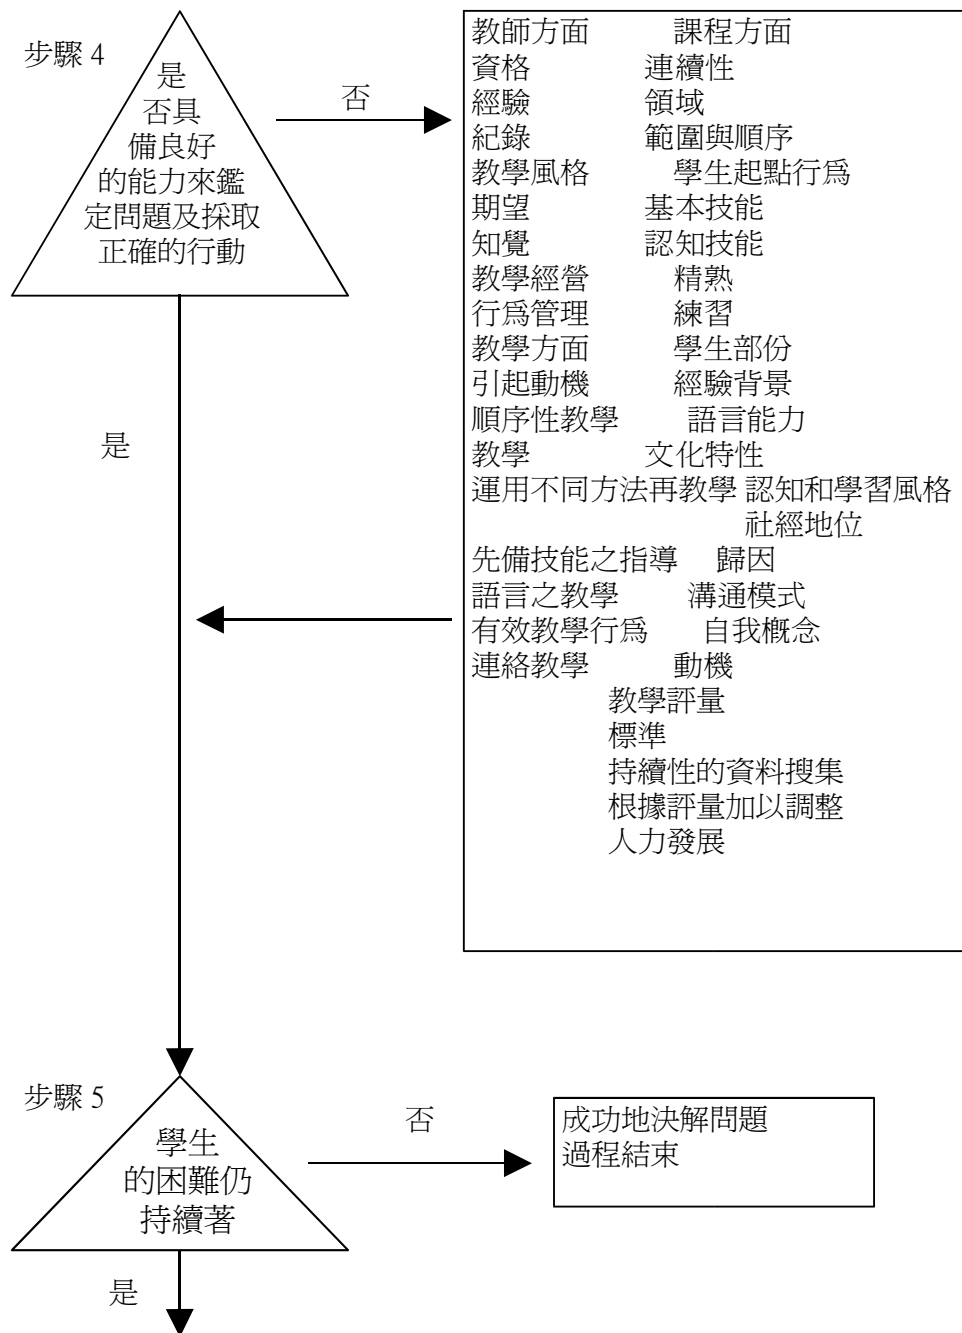 步驟 4
是
否具
備良好
的能力來鑑
定問題及採取
正確的行動
否
教師方面 課程方面
資格 連續性
經驗 領域
紀錄 範圍與順序
教學風格 學生起點行為
期望 基本技能
知覺 認知技能
教學經營 精熟
行為管理 練習
教學方面 學生部份
引起動機 經驗背景
順序性教學 語言能力
教學 文化特性
運用不同方法再教學 認知和學習風格
社經地位
先備技能之指導 歸因
語言之教學 溝通模式
有效教學行為 自我概念
連絡教學 動機
教學評量
標準
持續性的資料搜集
根據評量加以調整
人力發展
是
步驟 5
學生
的困難仍
持續著
否
成功地決解問題
過程結束
是